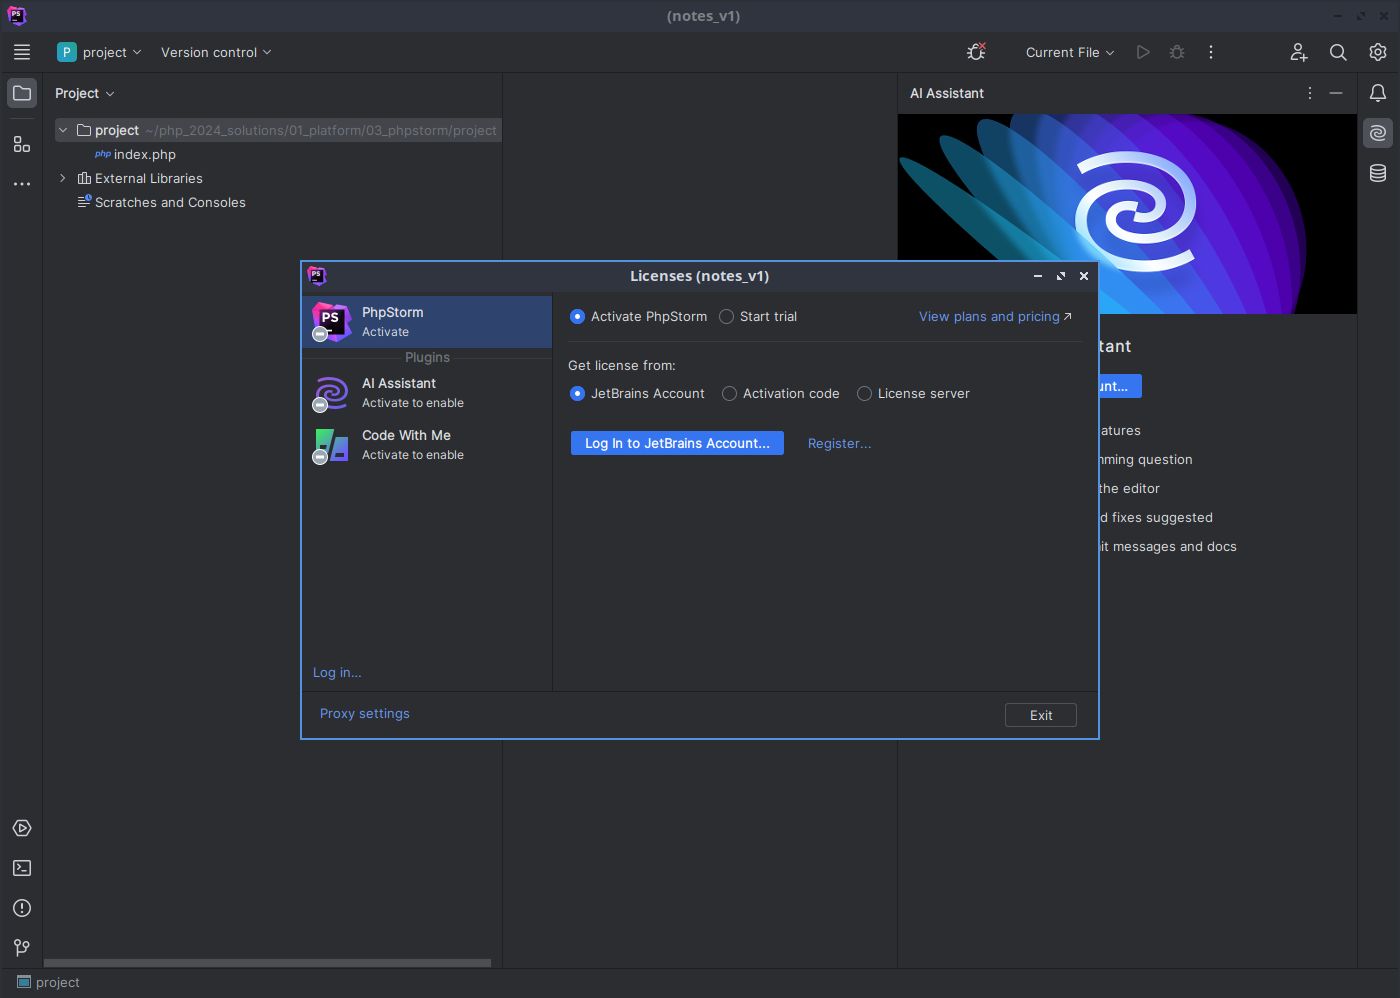 (notes_v1)
P project
Version control
Current File
Project
AI Assistant
project ~/php_2024_solutions/01_platform/03_phpstorm/project
php index.php
External Libraries
Scratches and Consoles
PS
Licenses (notes_v1)
PS PhpStorm
Activate
Plugins
AI Assistant
Activate to enable
Code With Me
Activate to enable
Log in...
Activate PhpStorm
Start trial
View plans and pricing
Get license from:
JetBrains Account
Activation code
License server
Log In to JetBrains Account...
Register...
Proxy settings
Exit
tant
unt...
atures
nming question
the editor
d fixes suggested
it messages and docs
project